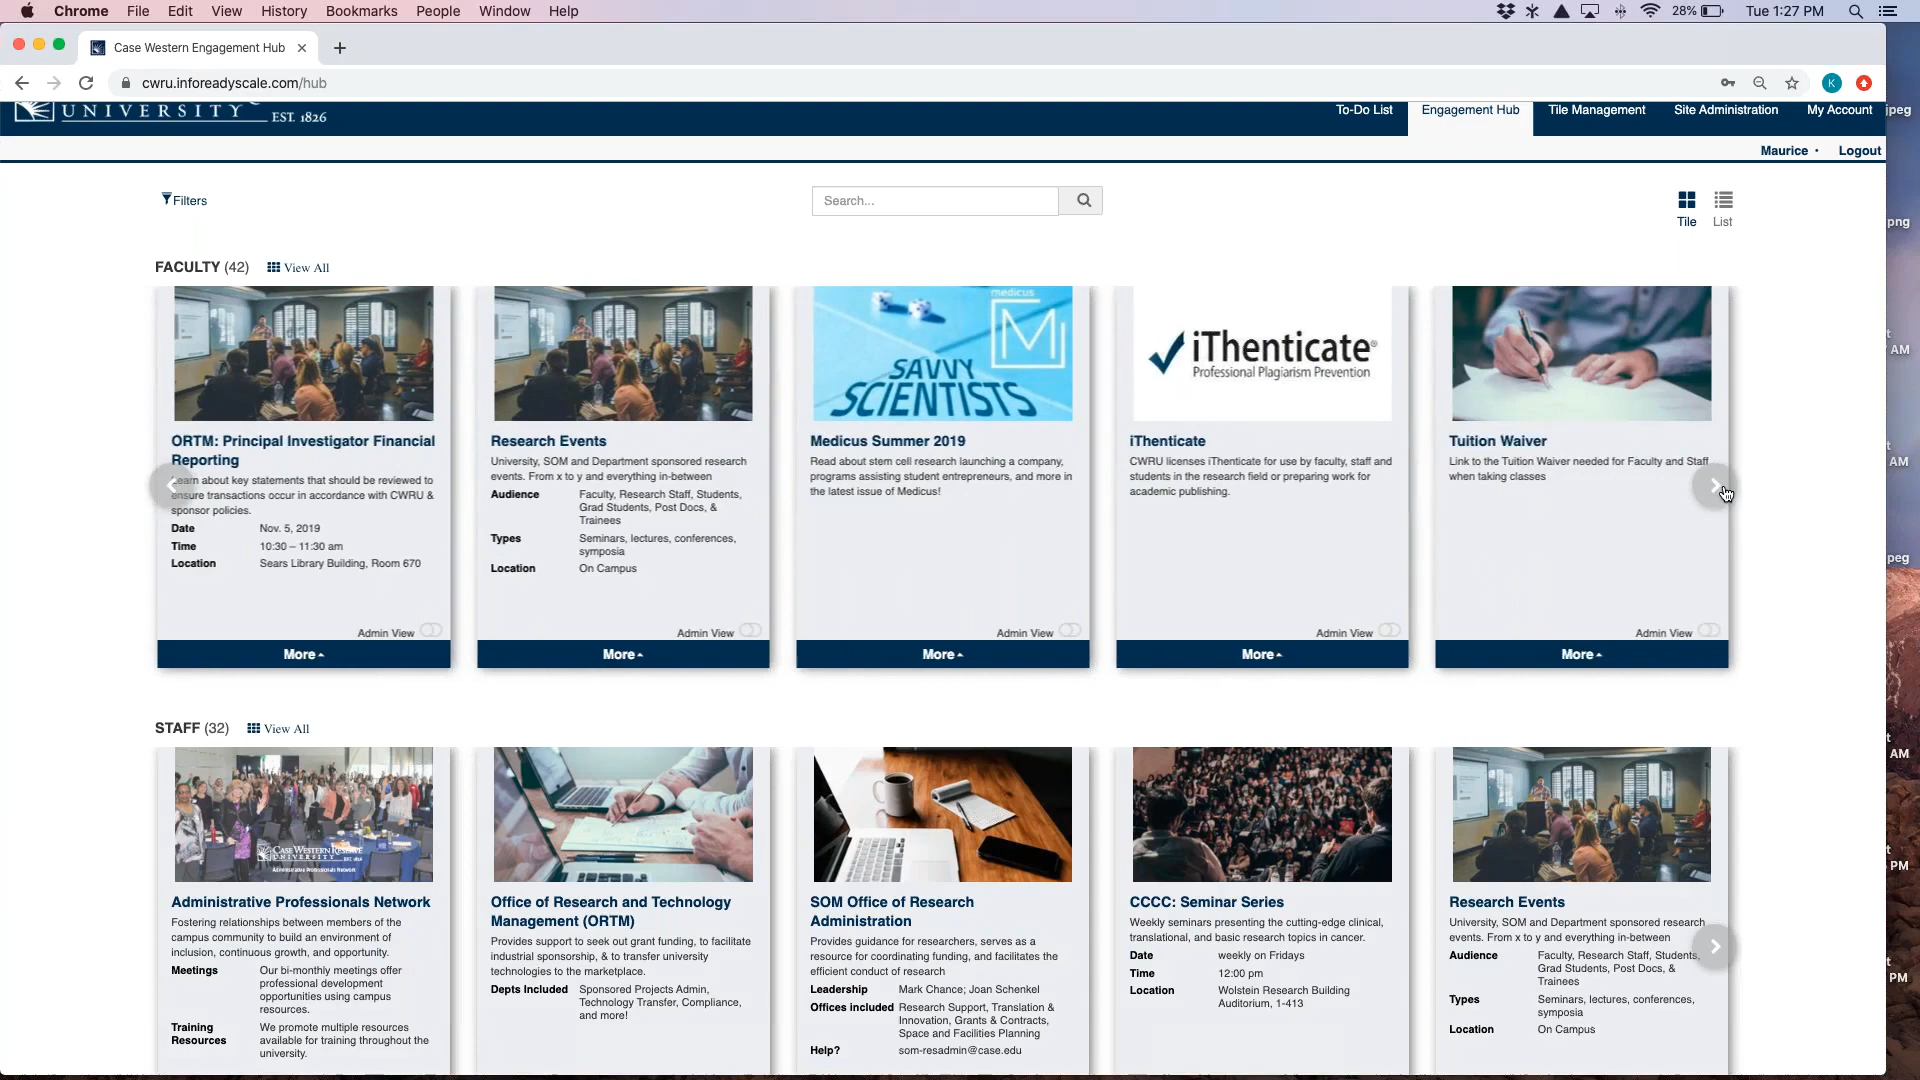 Chrome File Edit View History Bookmarks People Window Help 28% Tue 1:27 PM
Case Western Engagement Hub
cwru.inforeadyscale.com/hub
K
UNIVERSITY EST. 1826
To-Do List Engagement Hub Tile Management Site Administration My Account
jpeg
Maurice • Logout
Filters
Search...
Tile List
png
FACULTY (42) View All
medicus
M
SAVVY
SCIENTISTS
iThenticate®
Professional Plagiarism Prevention
t
AM
ORTM: Principal Investigator Financial
Reporting
Learn about key statements that should be reviewed to
ensure transactions occur in accordance with CWRU &
sponsor policies.
Date Nov. 5, 2019
Time 10:30 – 11:30 am
Location Sears Library Building, Room 670
Admin View
More
Research Events
University, SOM and Department sponsored research
events. From x to y and everything in-between
Audience Faculty, Research Staff, Students,
Grad Students, Post Docs, &
Trainees
Types Seminars, lectures, conferences,
symposia
Location On Campus
Admin View
More
Medicus Summer 2019
Read about stem cell research launching a company,
programs assisting student entrepreneurs, and more in
the latest issue of Medicus!
Admin View
More
iThenticate
CWRU licenses iThenticate for use by faculty, staff and
students in the research field or preparing work for
academic publishing.
Admin View
More
Tuition Waiver
Link to the Tuition Waiver needed for Faculty and Staff
when taking classes
Admin View
More
t
AM
peg
STAFF (32) View All
t
AM
CASE WESTERN RESERVE
UNIVERSITY EST. 1826
Administrative Professionals Network
Administrative Professionals Network
Fostering relationships between members of the
campus community to build an environment of
inclusion, continuous growth, and opportunity.
Meetings Our bi-monthly meetings offer
professional development
opportunities using campus
resources.
Training We promote multiple resources
Resources available for training throughout the
university.
Office of Research and Technology
Management (ORTM)
Provides support to seek out grant funding, to facilitate
industrial sponsorship, & to transfer university
technologies to the marketplace.
Depts Included Sponsored Projects Admin,
Technology Transfer, Compliance,
and more!
SOM Office of Research
Administration
Provides guidance for researchers, serves as a
resource for coordinating funding, and facilitates the
efficient conduct of research
Leadership Mark Chance; Joan Schenkel
Offices included Research Support, Translation &
Innovation, Grants & Contracts,
Space and Facilities Planning
Help? som-resadmin@case.edu
CCCC: Seminar Series
Weekly seminars presenting the cutting-edge clinical,
translational, and basic research topics in cancer.
Date weekly on Fridays
Time 12:00 pm
Location Wolstein Research Building
Auditorium, 1-413
Research Events
University, SOM and Department sponsored research
events. From x to y and everything in-between
Audience Faculty, Research Staff, Students,
Grad Students, Post Docs, &
Trainees
Types Seminars, lectures, conferences,
symposia
Location On Campus
t
PM
t
PM